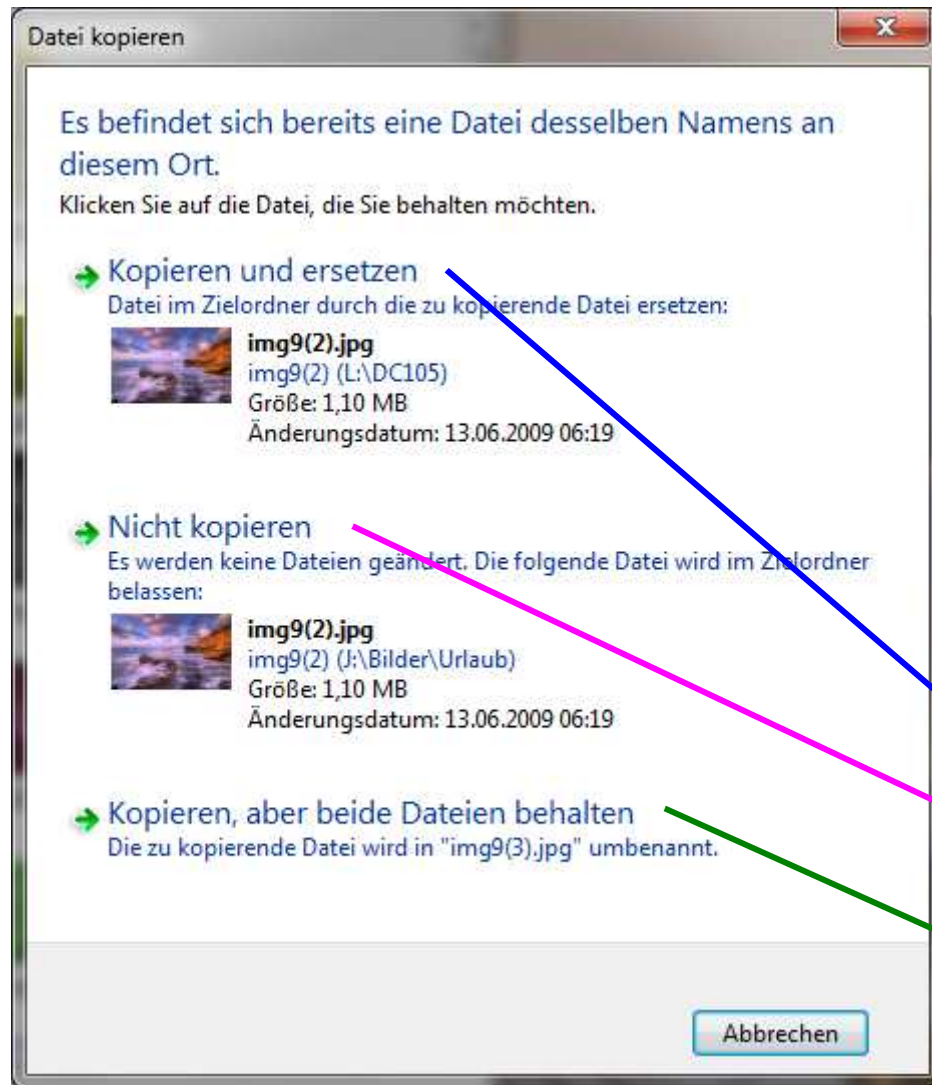 Datei kopieren
Es befindet sich bereits eine Datei desselben Namens an
diesem Ort.
Klicken Sie auf die Datei, die Sie behalten möchten.
Kopieren und ersetzen
Datei im Zielordner durch die zu kopierende Datei ersetzen:
img9(2).jpg
img9(2) (L:\DC105)
Größe: 1,10 MB
Änderungsdatum: 13.06.2009 06:19
Nicht kopieren
Es werden keine Dateien geändert. Die folgende Datei wird im Zielordner
belassen:
img9(2).jpg
img9(2) (J:\Bilder\Urlaub)
Größe: 1,10 MB
Änderungsdatum: 13.06.2009 06:19
Kopieren, aber beide Dateien behalten
Die zu kopierende Datei wird in "img9(3).jpg" umbenannt.
Abbrechen